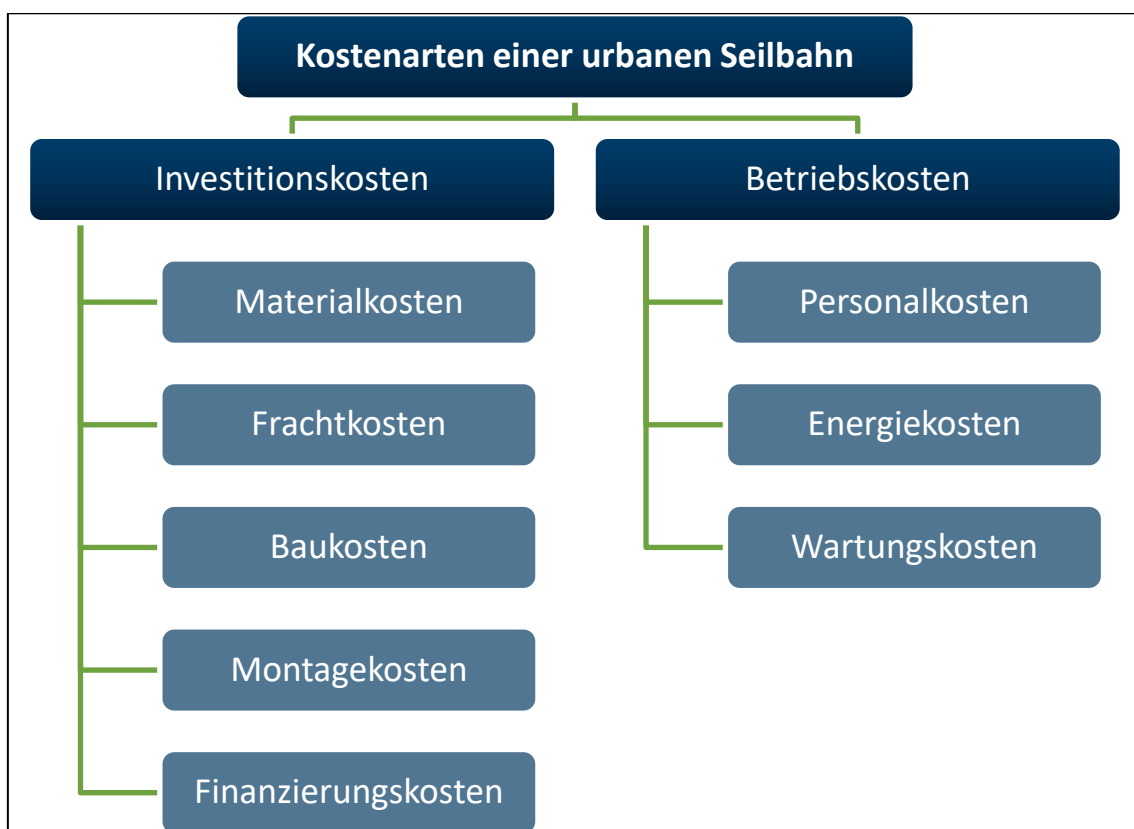 Kostenarten einer urbanen Seilbahn
Investitionskosten
Materialkosten
Frachtkosten
Baukosten
Montagekosten
Finanzierungskosten
Betriebskosten
Personalkosten
Energiekosten
Wartungskosten